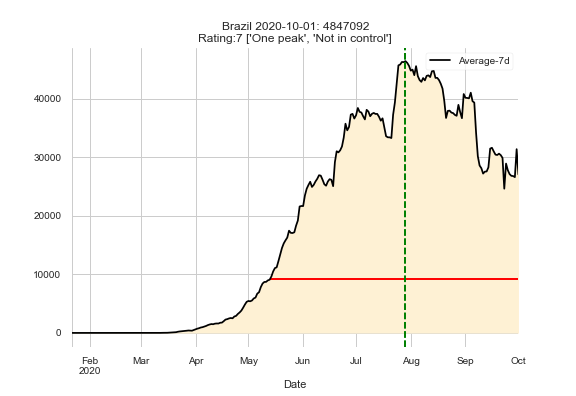 Brazil 2020-10-01: 4847092
Rating:7 ['One peak', 'Not in control']
Average-7d
40000
30000
20000
10000
0
Feb Mar Apr May Jun Jul Aug Sep Oct
2020
Date